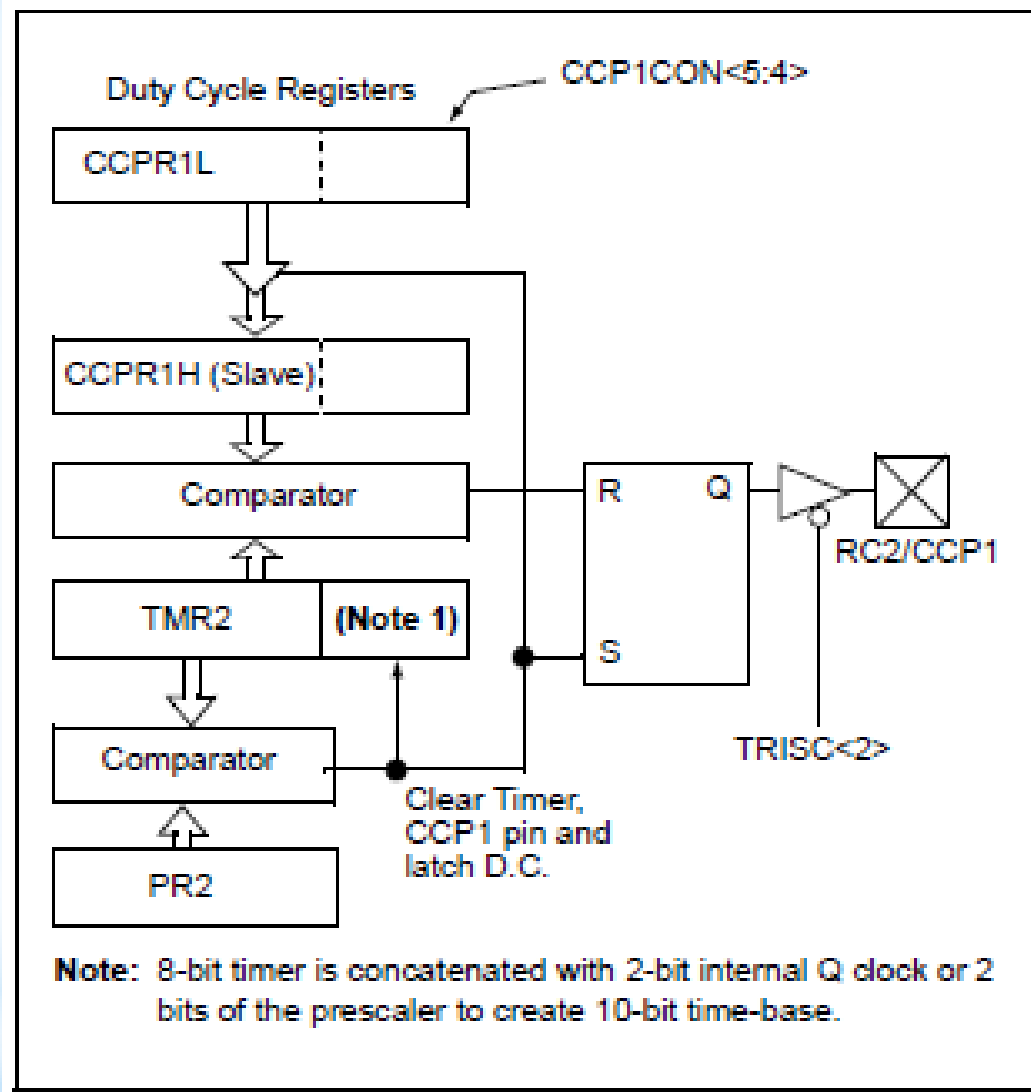 CCP1CON<5:4>
Duty Cycle Registers
CCPR1L
CCPR1H (Slave)
Comparator
R
Q
RC2/CCP1
TMR2
(Note 1)
S
Comparator
TRISC<2>
Clear Timer,
CCP1 pin and
latch D.C.
PR2
Note: 8-bit timer is concatenated with 2-bit internal Q clock or 2
bits of the prescaler to create 10-bit time-base.